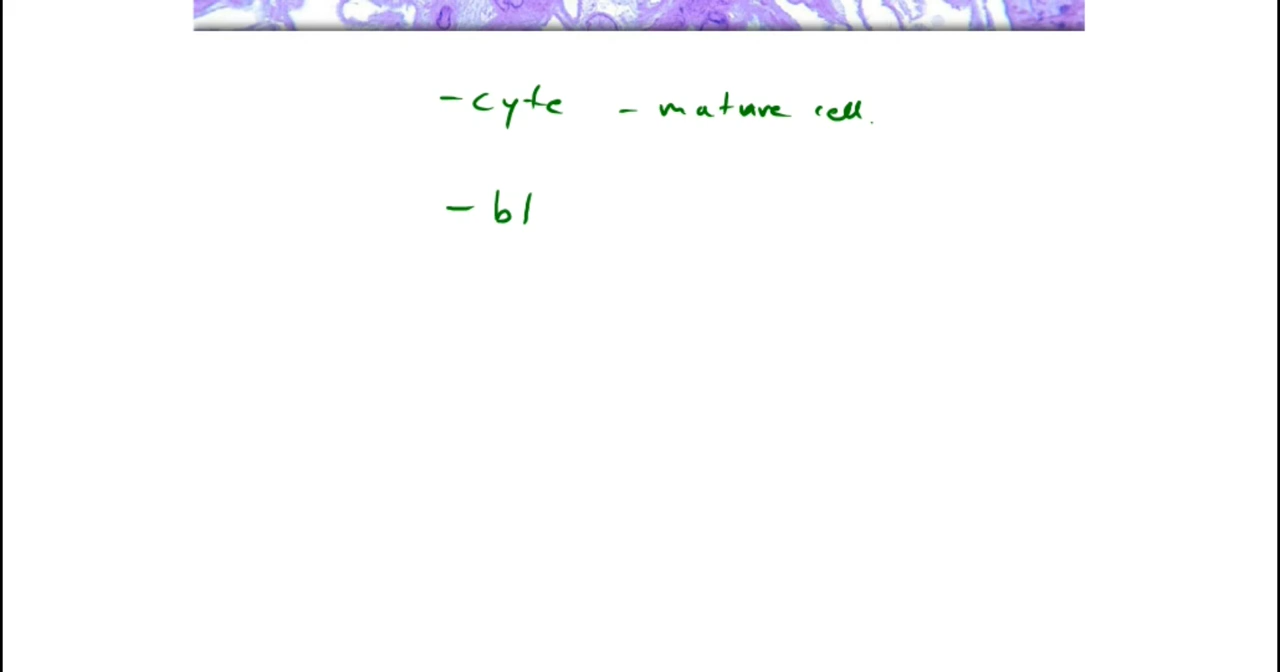 -cyte - mature cell.
- bl